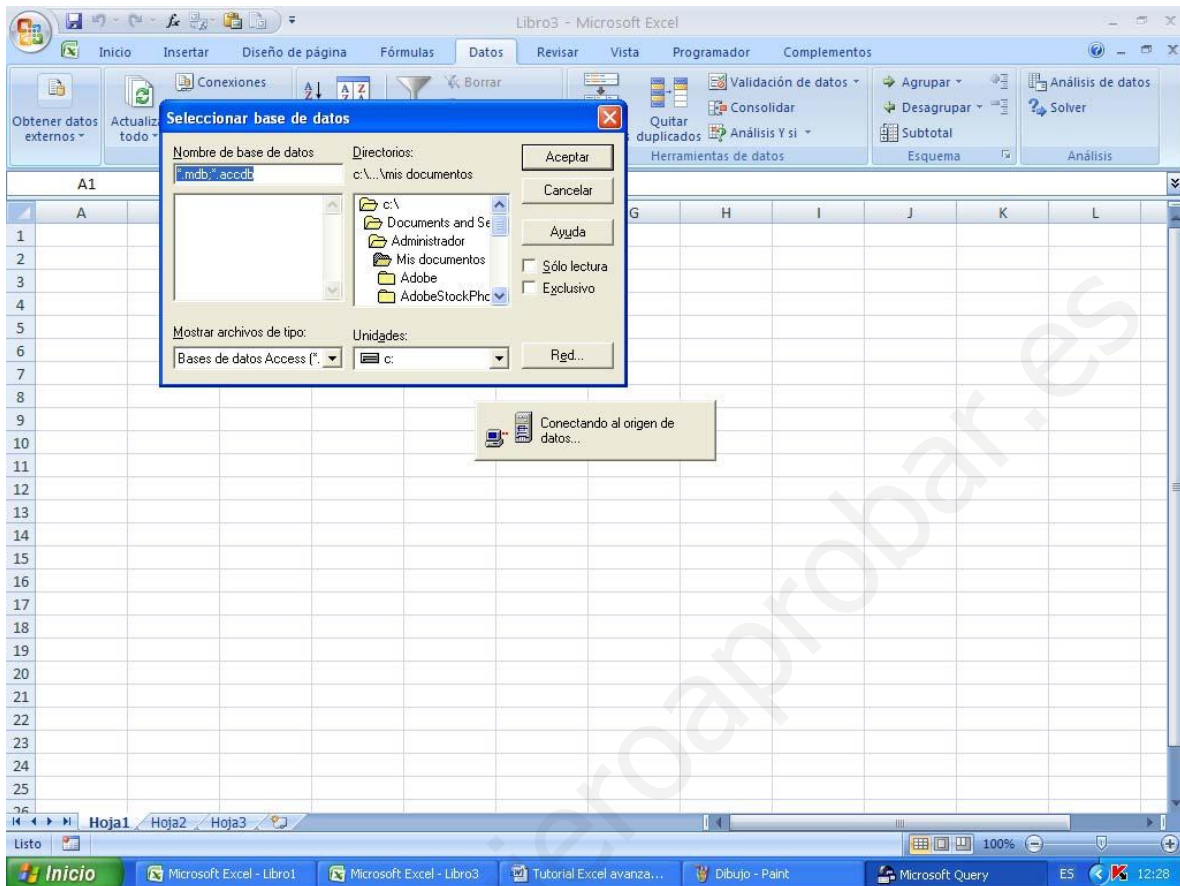 Libro3 - Microsoft Excel
Inicio Insertar Diseño de página Fórmulas Datos Revisar Vista Programador Complementos
Obtener datos externos
Actualiz
todo
Conexiones
Borrar
Quitar
duplicados
Validación de datos
Consolidar
Análisis Y si
Herramientas de datos
Agrupar
Desagrupar
Subtotal
Esquema
Análisis de datos
Solver
Análisis
Seleccionar base de datos
Nombre de base de datos
*.mdb;*.accdb
Directorios:
c:\...\mis documentos
c:\
Documents and Se
Administrador
Mis documentos
Adobe
AdobeStockPhc
Aceptar
Cancelar
Ayuda
Sólo lectura
Exclusivo
Mostrar archivos de tipo:
Bases de datos Access (*.
Unidades:
c:
Red...
A1
A G H I J K L
1
2
3
4
5
6
7
8
9
10
11
12
13
14
15
16
17
18
19
20
21
22
23
24
25
26
Conectando al origen de
datos...
ieroaprobar.es
Hoja1 Hoja2 Hoja3
Listo 100%
Inicio Microsoft Excel - Libro1 Microsoft Excel - Libro3 Tutorial Excel avanza... Dibujo - Paint Microsoft Query ES 12:28